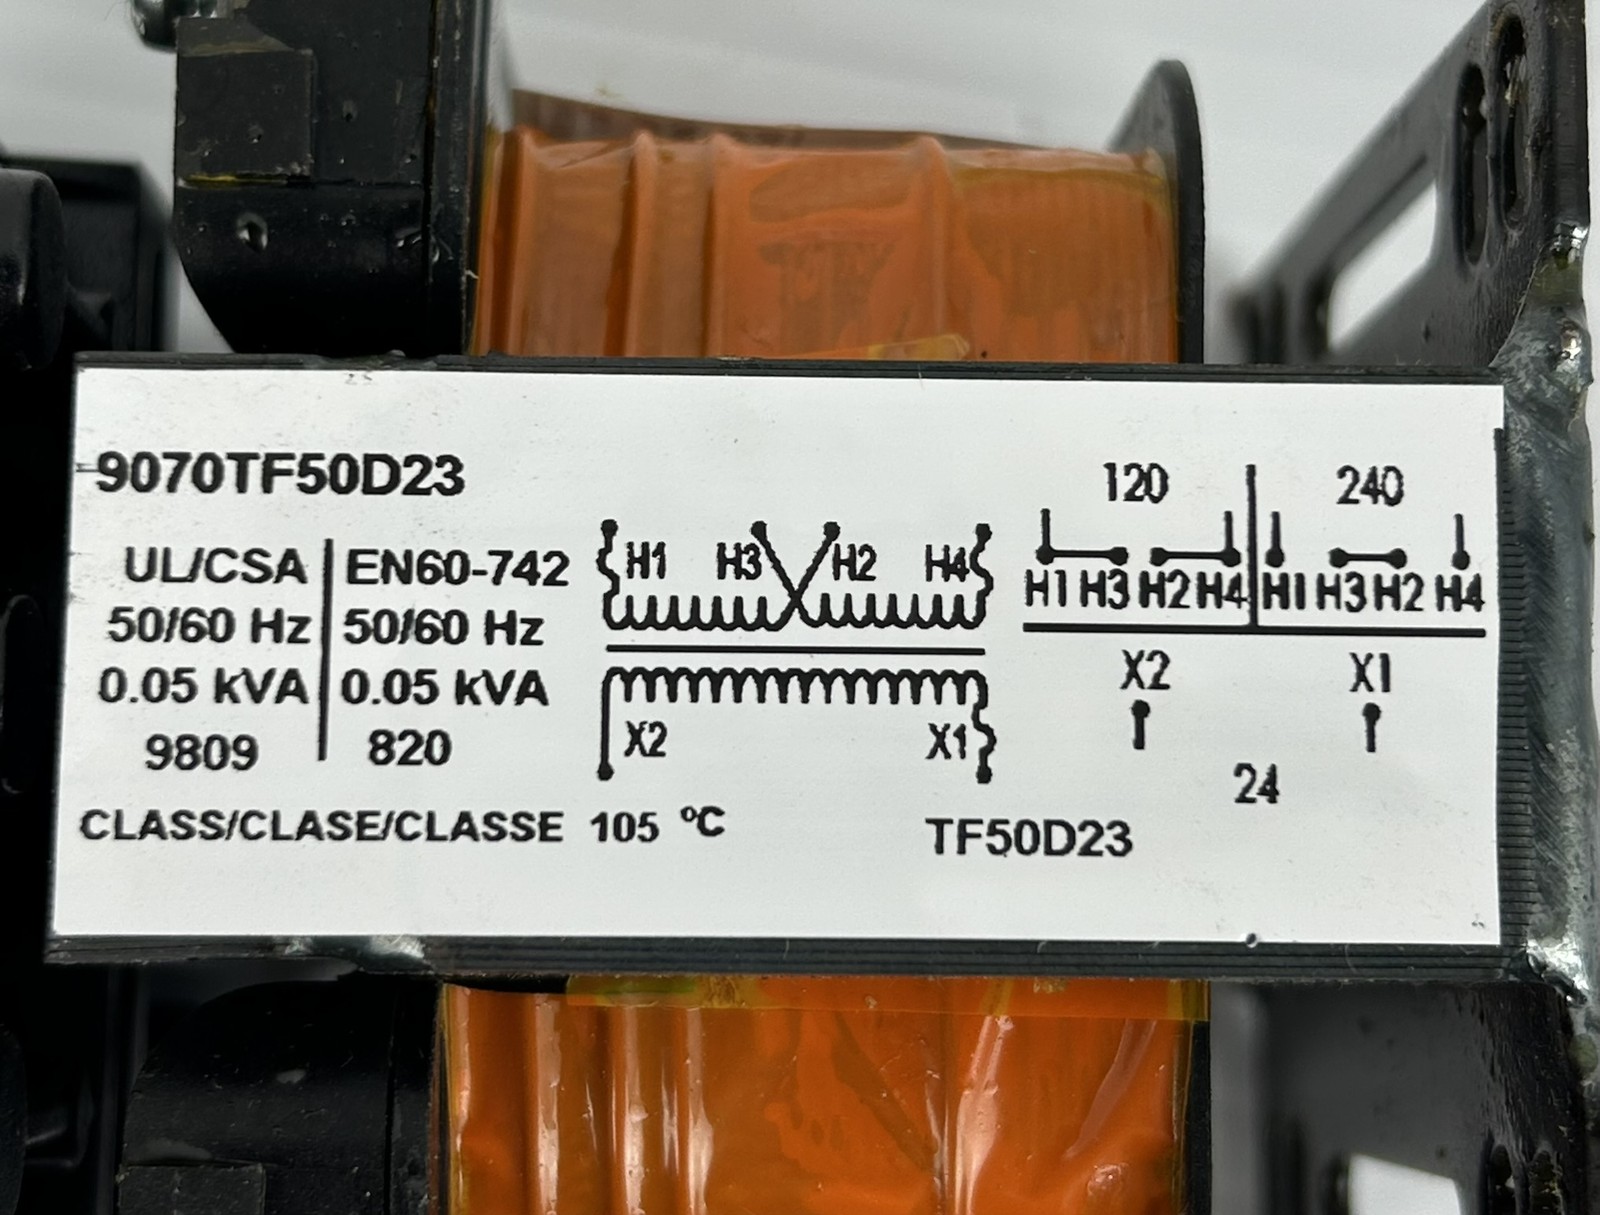 9070TF50D23
UL/CSA EN60-742
50/60 Hz 50/60 Hz
0.05 kVA 0.05 kVA
9809 820
CLASS/CLASE/CLASSE 105 °C
H1 H3 H2 H4
X2 X1
TF50D23
120 240
H1 H3 H2 H4 H1 H3 H2 H4
X2 X1
24